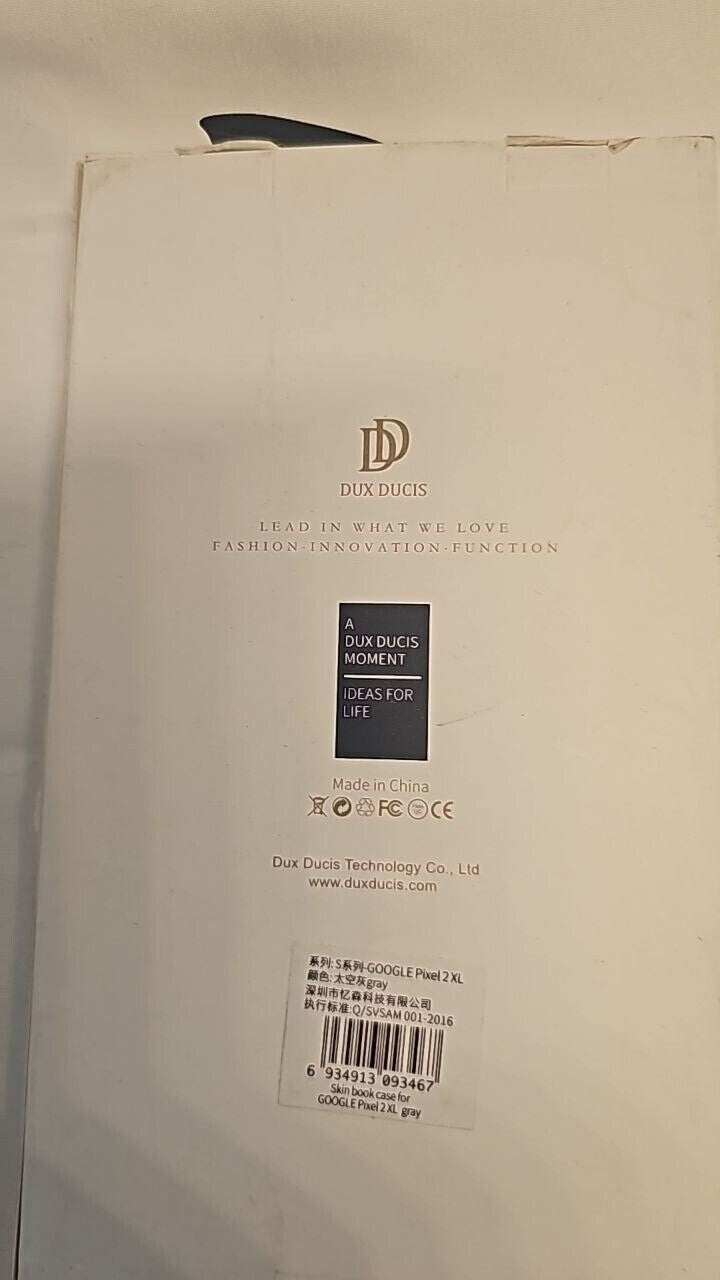 DD
DUX DUCIS
LEAD IN WHAT WE LOVE
FASHION·INNOVATION·FUNCTION
A
DUX DUCIS
MOMENT
IDEAS FOR
LIFE
Made in China
FC CE
Dux Ducis Technology Co., Ltd
www.duxducis.com
系列:S系列-GOOGLE Pixel 2 XL
颜色:太空灰gray
深圳市忆森科技有限公司
执行标准:Q/SVSAM 001-2016
6 934913 093467
Skin book case for
GOOGLE Pixel 2 XL gray